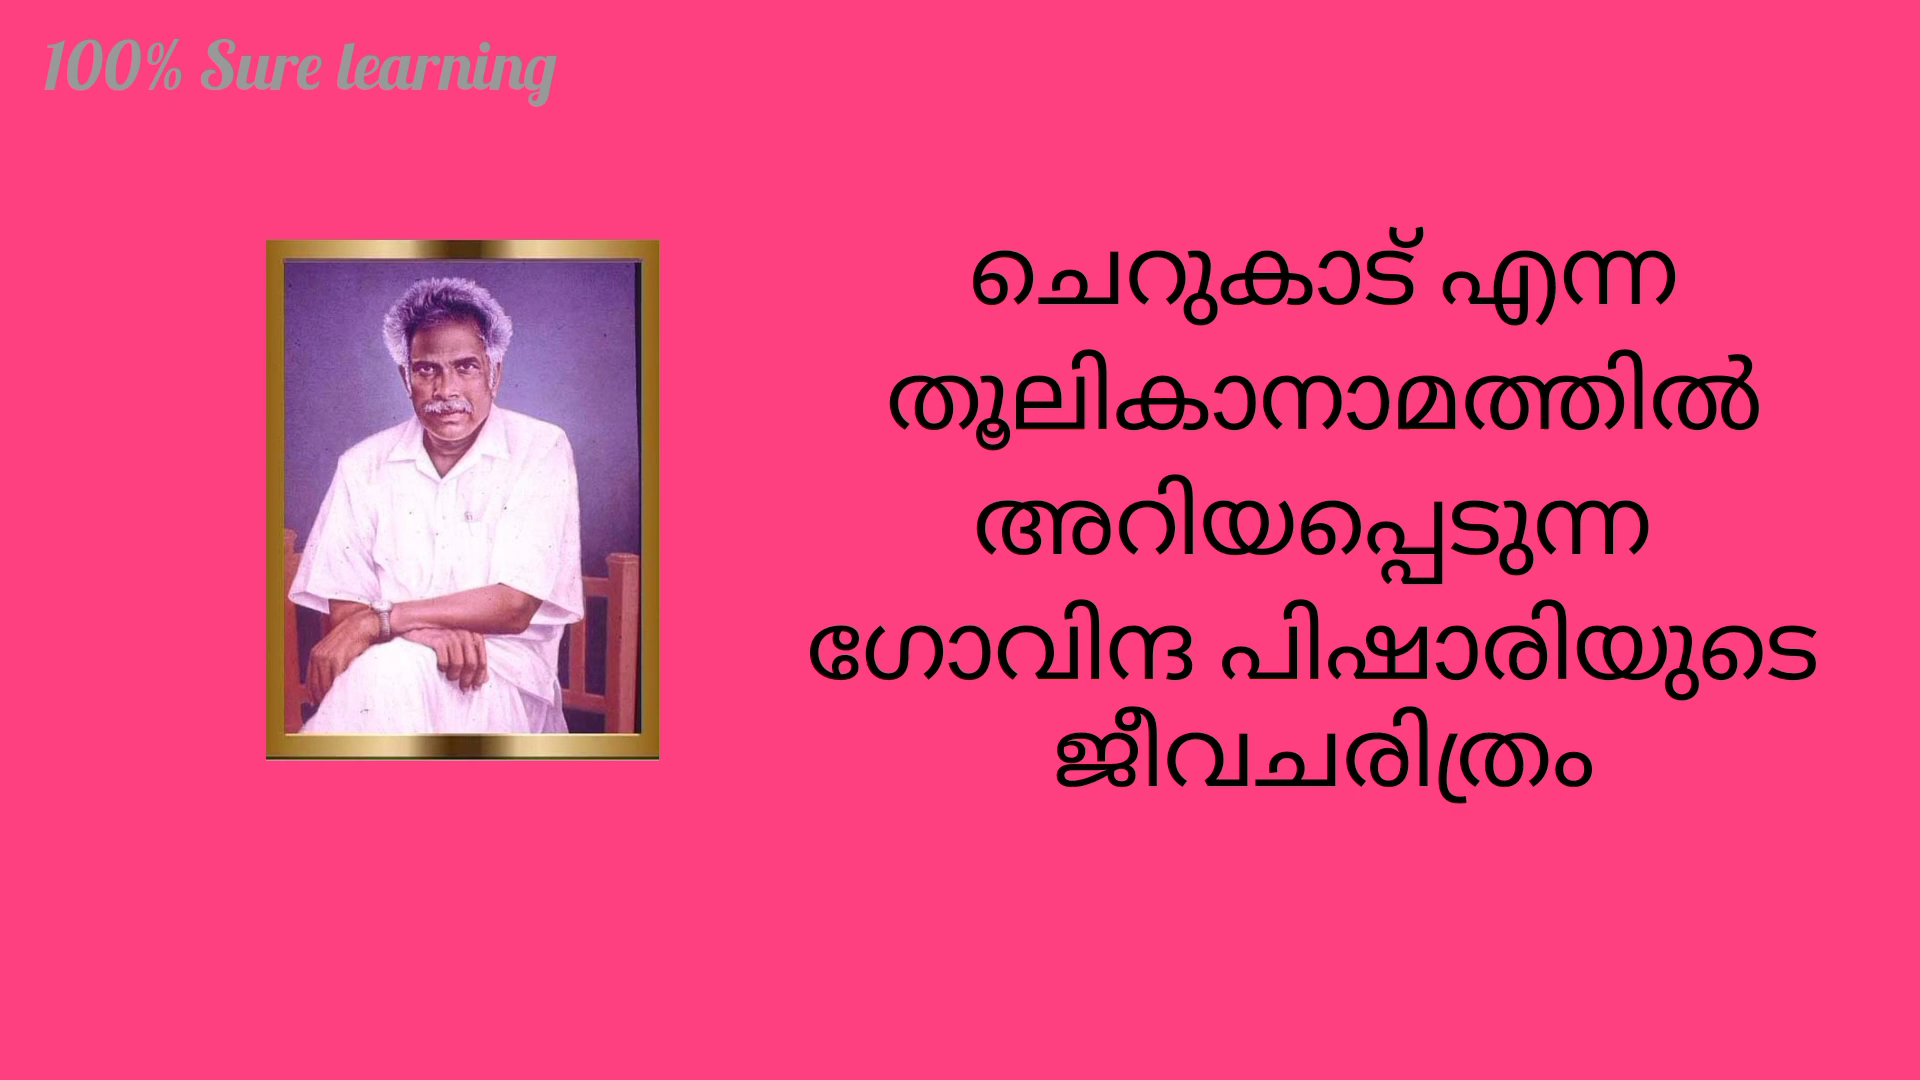 100% Sure learning
ചെറുകാട് എന്ന
തൂലികാനാമത്തിൽ
അറിയപ്പെടുന്ന
ഗോവിന്ദ പിഷാരിയുടെ
ജീവചരിത്രം